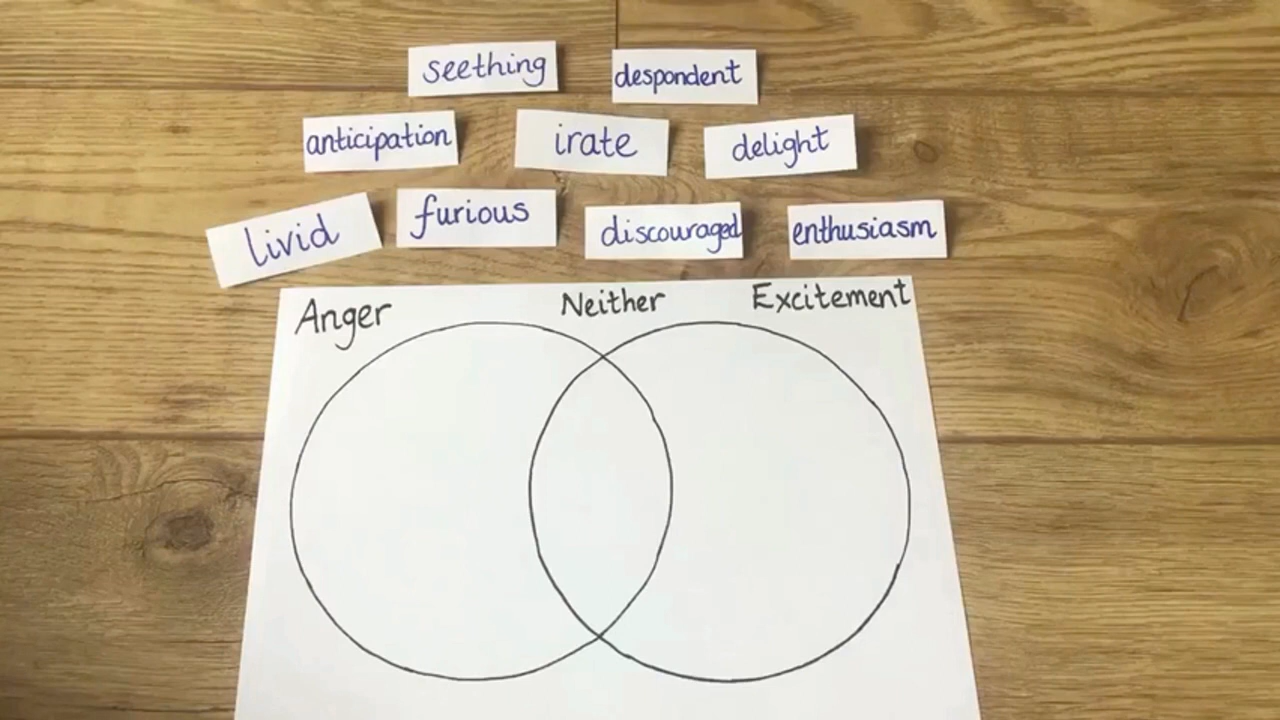 seething
despondent
anticipation
irate
delight
livid
furious
discouraged
enthusiasm
Anger
Neither
Excitement